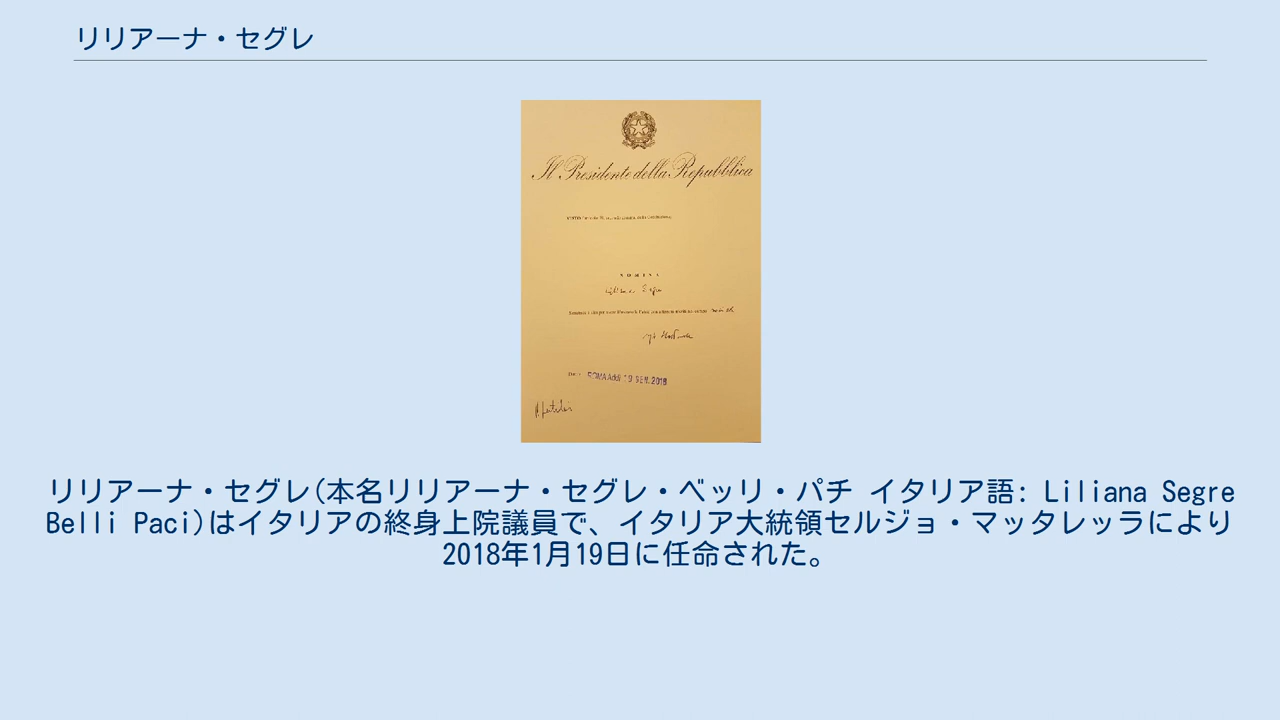 リリアーナ・セグレ
Il Presidente della Repubblica
NOMINA
ROMA Addì 19 GEN. 2018
リリアーナ・セグレ(本名リリアーナ・セグレ・ベッリ・パチ イタリア語: Liliana Segre
Belli Paci)はイタリアの終身上院議員で、イタリア大統領セルジョ・マッタレッラにより
2018年1月19日に任命された。